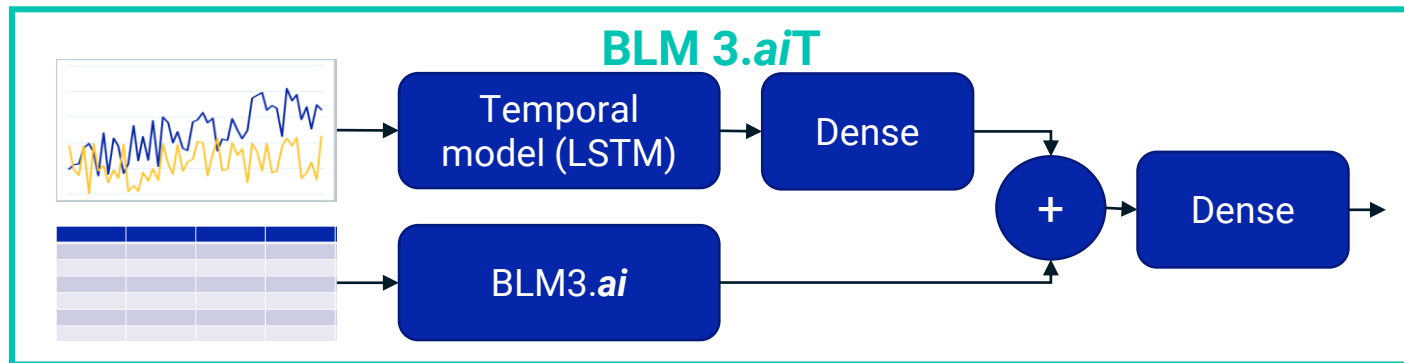 BLM 3.aiT
Temporal
model (LSTM)
Dense
+
Dense
BLM3.ai